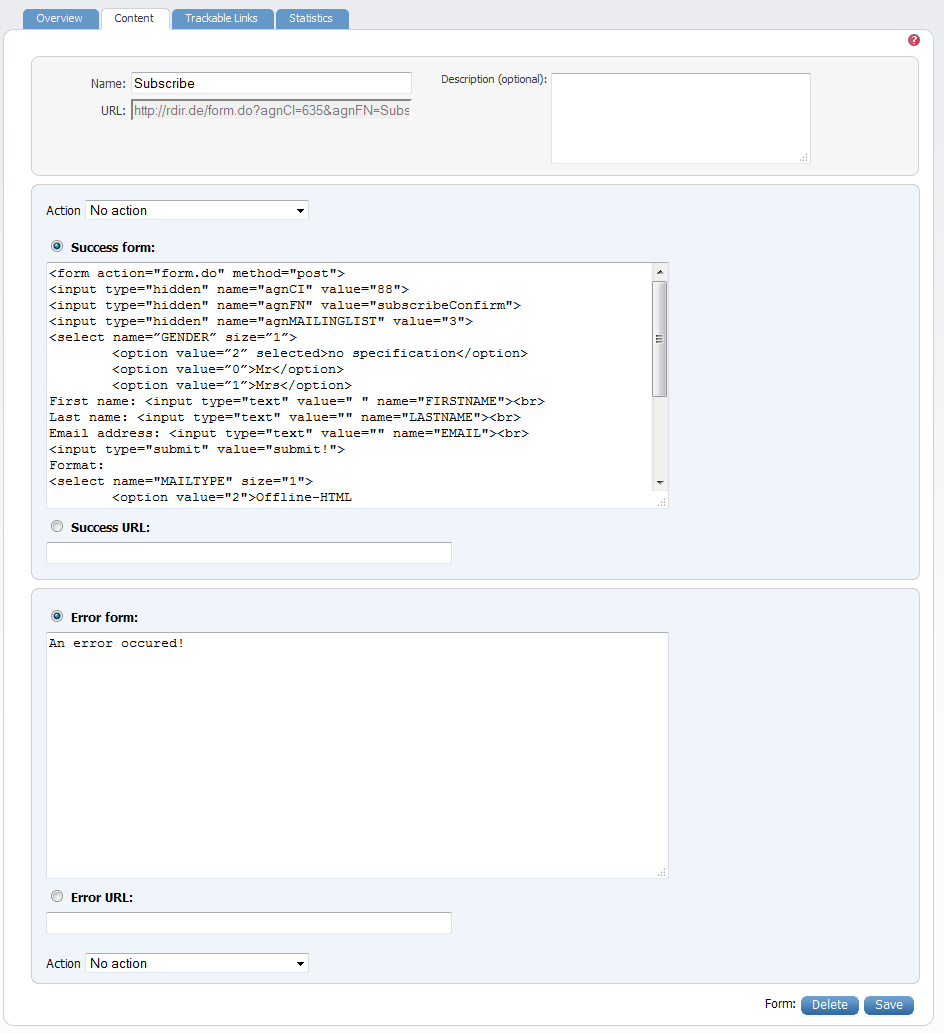 Overview Content Trackable Links Statistics
?
Name: Subscribe
Description (optional):
URL: http://rdir.de/form.do?agnCI=635&agnFN=Subs
Action No action
Success form:
<form action="form.do" method="post">
<input type="hidden" name="agnCI" value="88">
<input type="hidden" name="agnFN" value="subscribeConfirm">
<input type="hidden" name="agnMAILINGLIST" value="3">
<select name=”GENDER” size=”1”>
<option value=”2” selected>no specification</option>
<option value=”0”>Mr</option>
<option value=”1”>Mrs</option>
First name: <input type="text" value=" " name="FIRSTNAME"><br>
Last name: <input type="text" value="" name="LASTNAME"><br>
Email address: <input type="text" value="" name="EMAIL"><br>
<input type="submit" value="submit!">
Format:
<select name="MAILTYPE" size="1">
<option value="2">Offline-HTML
Success URL:
Error form:
An error occured!
Error URL:
Action No action
Form: Delete Save